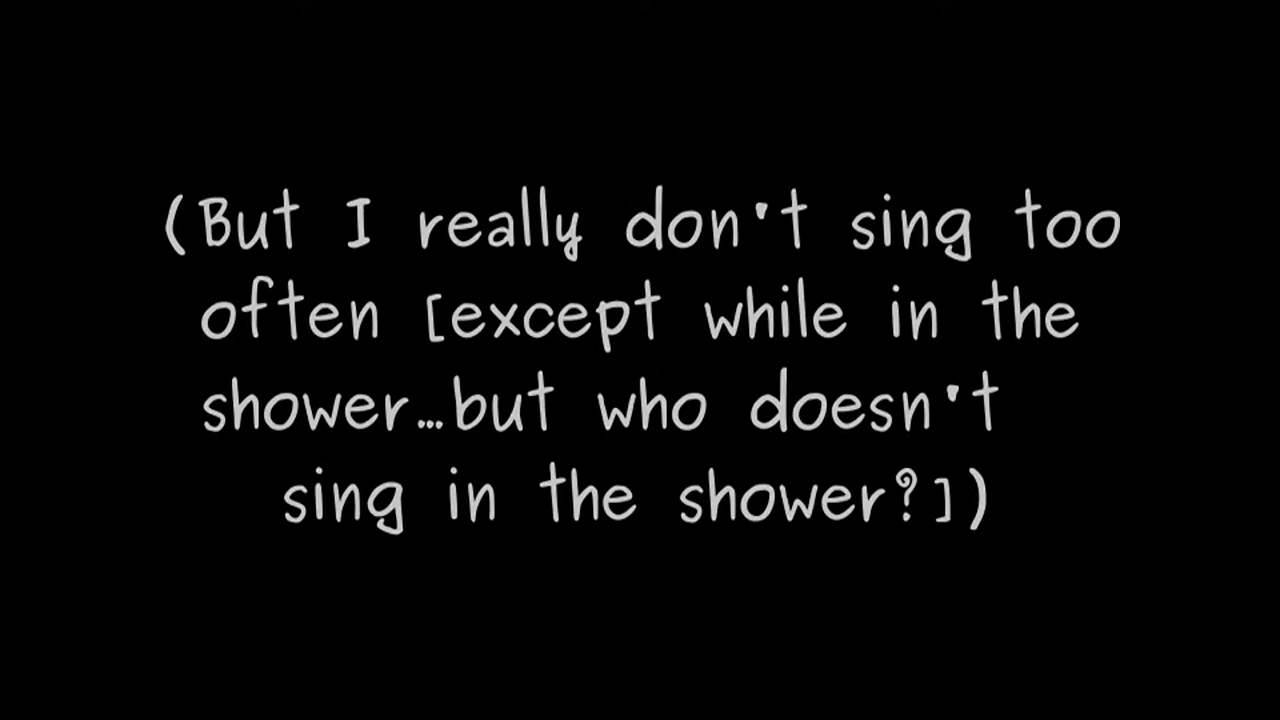 (But I really don't sing too
often [except while in the
shower...but who doesn't
sing in the shower?])